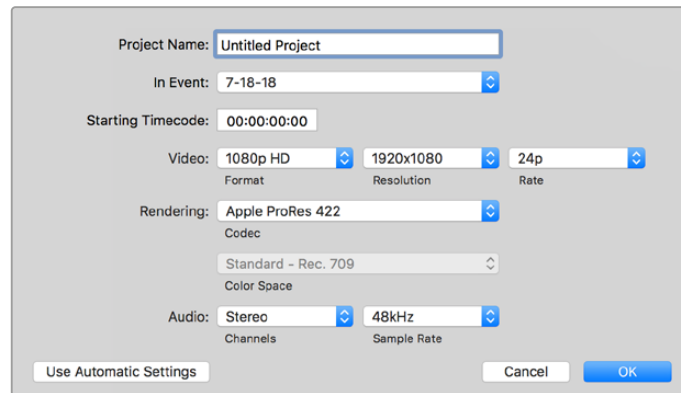 Project Name: Untitled Project
In Event: 7-18-18
Starting Timecode: 00:00:00:00
Video: 1080p HD 1920x1080 24p
Format Resolution Rate
Rendering: Apple ProRes 422
Codec
Standard - Rec. 709
Color Space
Audio: Stereo 48kHz
Channels Sample Rate
Use Automatic Settings Cancel OK